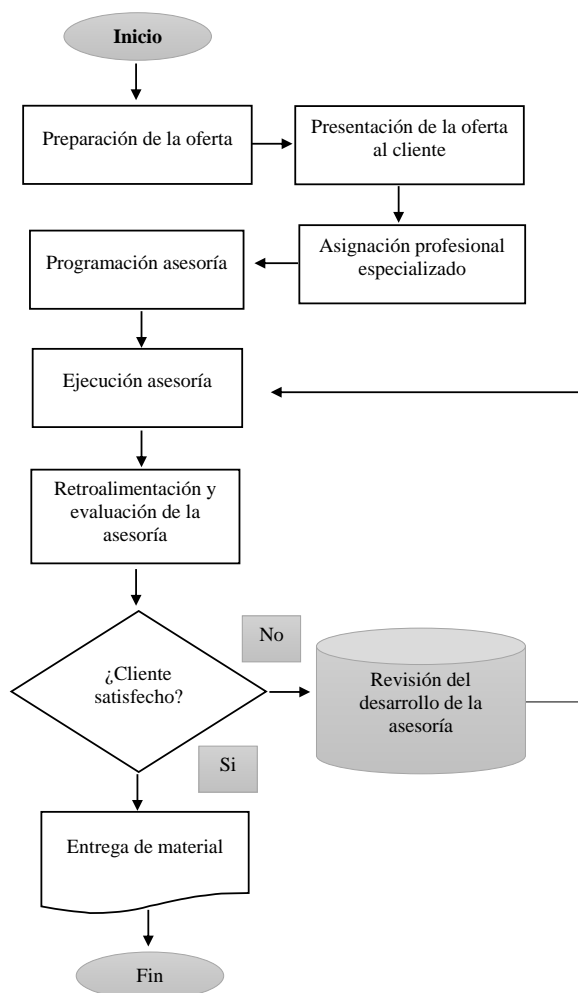 Inicio
Preparación de la oferta
Presentación de la oferta
al cliente
Asignación profesional
especializado
Programación asesoría
Ejecución asesoría
Retroalimentación y
evaluación de la
asesoría
¿Cliente
satisfecho?
No
Revisión del
desarrollo de la
asesoría
Si
Entrega de material
Fin